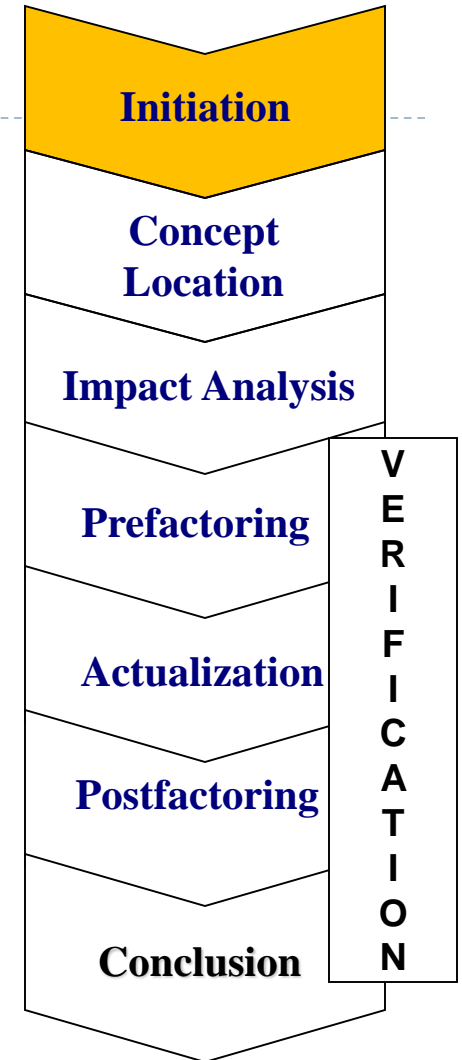 Initiation
Concept
Location
Impact Analysis
Prefactoring
Actualization
Postfactoring
Conclusion
V
E
R
I
F
I
C
A
T
I
O
N